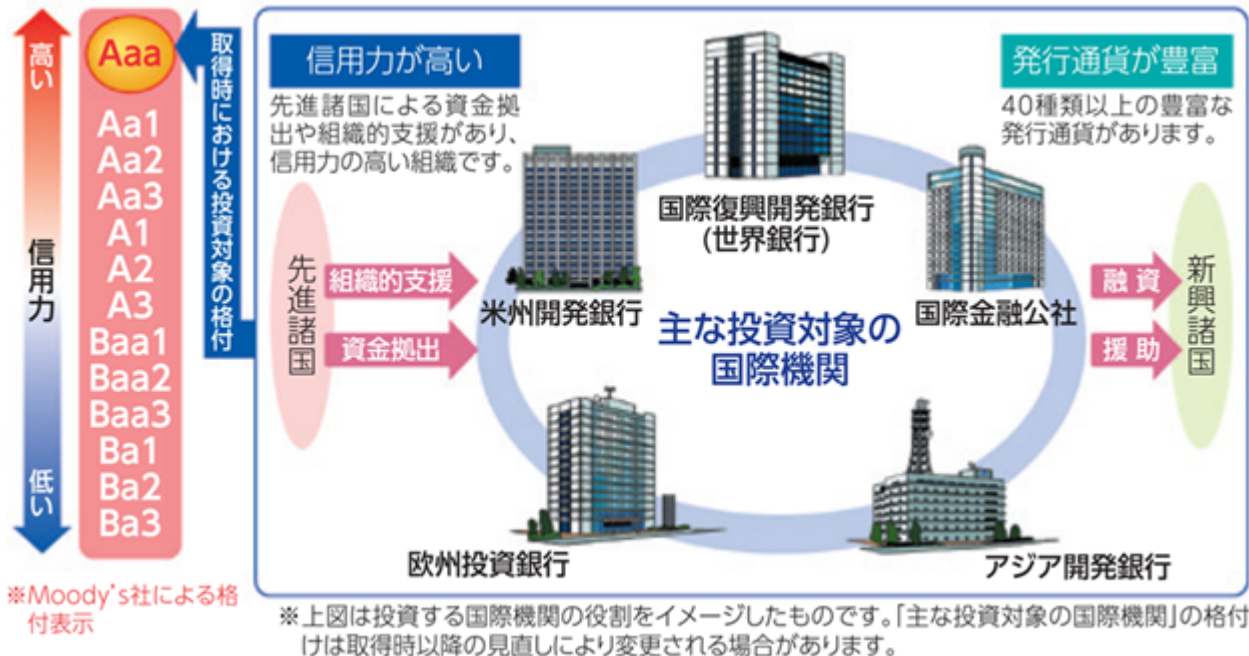 高い
信用力
低い
Aaa
Aa1
Aa2
Aa3
A1
A2
A3
Baa1
Baa2
Baa3
Ba1
Ba2
Ba3
※Moody's社による格
付表示
取得時における投資対象の格付
信用力が高い
先進諸国による資金拠
出や組織的支援があり、
信用力の高い組織です。
発行通貨が豊富
40種類以上の豊富な
発行通貨があります。
先進諸国
組織的支援
資金拠出
国際復興開発銀行
(世界銀行)
米州開発銀行
国際金融公社
主な投資対象の
国際機関
融資
援助
新興諸国
欧州投資銀行
アジア開発銀行
※上図は投資する国際機関の役割をイメージしたものです。「主な投資対象の国際機関」の格付
けは取得時以降の見直しにより変更される場合があります。